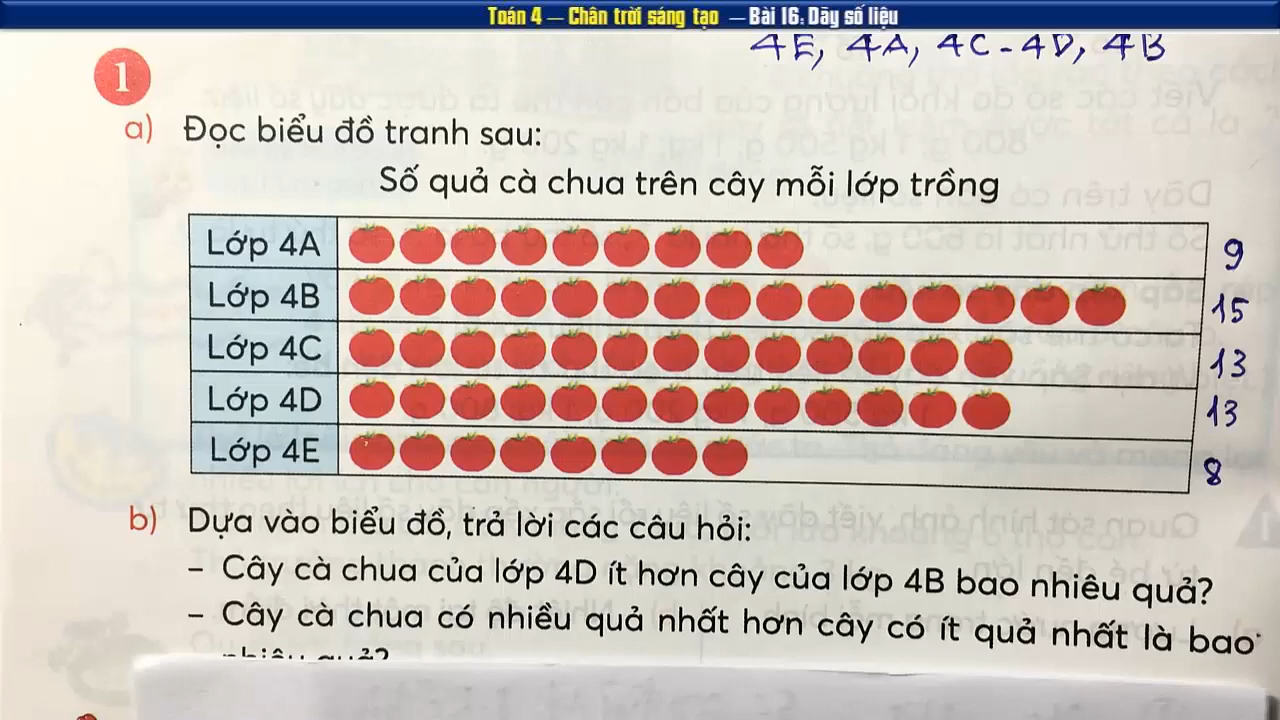 Toán 4 – Chân trời sáng tạo – Bài 16: Dãy số liệu
4E, 4A, 4C - 4D, 4B
1
a) Đọc biểu đồ tranh sau:
Số quả cà chua trên cây mỗi lớp trồng
Lớp 4A 9
Lớp 4B 15
Lớp 4C 13
Lớp 4D 13
Lớp 4E 8
b) Dựa vào biểu đồ, trả lời các câu hỏi:
– Cây cà chua của lớp 4D ít hơn cây của lớp 4B bao nhiêu quả?
– Cây cà chua có nhiều quả nhất hơn cây có ít quả nhất là bao
nhiêu quả?